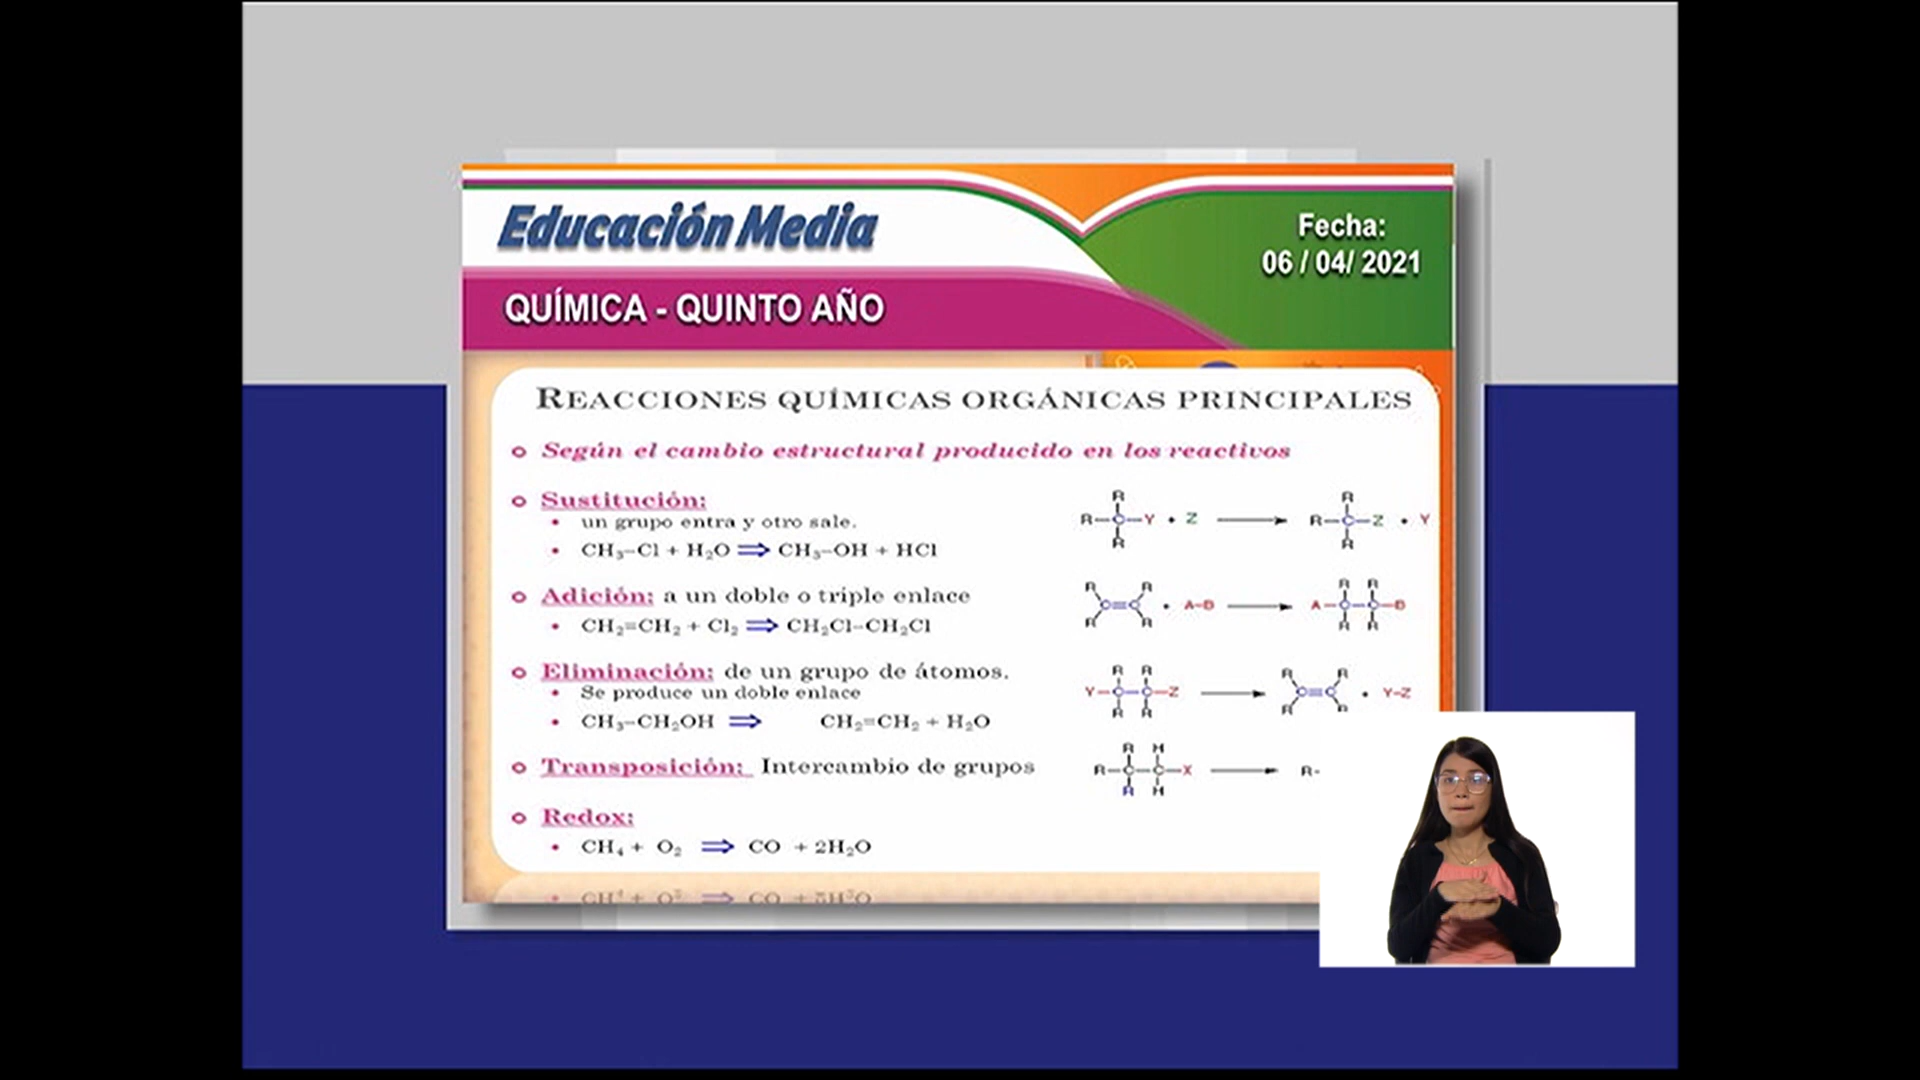 Educación Media
Fecha:
06 / 04/ 2021
QUÍMICA - QUINTO AÑO
REACCIONES QUÍMICAS ORGÁNICAS PRINCIPALES
Según el cambio estructural producido en los reactivos
Sustitución:
un grupo entra y otro sale.
CH₃–Cl + H₂O ⇒ CH₃–OH + HCl
R
R–C–Y + Z → R–C–Z + Y
R
Adición: a un doble o triple enlace
CH₂=CH₂ + Cl₂ ⇒ CH₂Cl–CH₂Cl
R R R R
C=C + A–B → A–C–C–B
R R R R
Eliminación: de un grupo de átomos.
Se produce un doble enlace
CH₃–CH₂OH ⇒ CH₂=CH₂ + H₂O
R R R R
Y–C–C–Z → C=C + Y–Z
R R R R
Transposición: Intercambio de grupos
R H
R–C–C–X → R-
R H
Redox:
CH₄ + O₂ ⇒ CO + 2H₂O